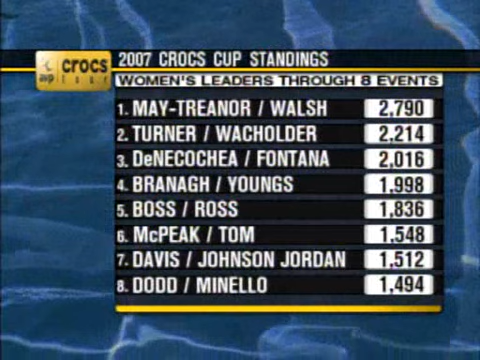 avp crocs tour
2007 CROCS CUP STANDINGS
WOMEN'S LEADERS THROUGH 8 EVENTS
1. MAY-TREANOR / WALSH 2,790
2. TURNER / WACHOLDER 2,214
3. DeNECOCHEA / FONTANA 2,016
4. BRANAGH / YOUNGS 1,998
5. BOSS / ROSS 1,836
6. McPEAK / TOM 1,548
7. DAVIS / JOHNSON JORDAN 1,512
8. DODD / MINELLO 1,494